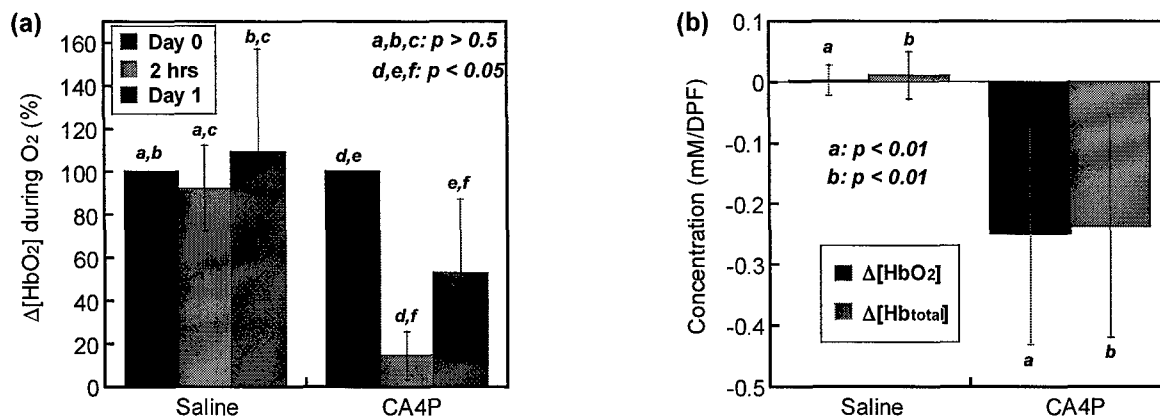 (a)
Δ[HbO2] during O2 (%)
160
140
120
100
80
60
40
20
0
Day 0
2 hrs
Day 1
a,b,c: p > 0.5
d,e,f: p < 0.05
a,b
a,c
b,c
d,e
d,f
e,f
Saline
CA4P
(b)
Concentration (mM/DPF)
0.1
0
-0.1
-0.2
-0.3
-0.4
-0.5
a
b
a: p < 0.01
b: p < 0.01
Δ[HbO2]
Δ[Hbtotal]
a
b
Saline
CA4P